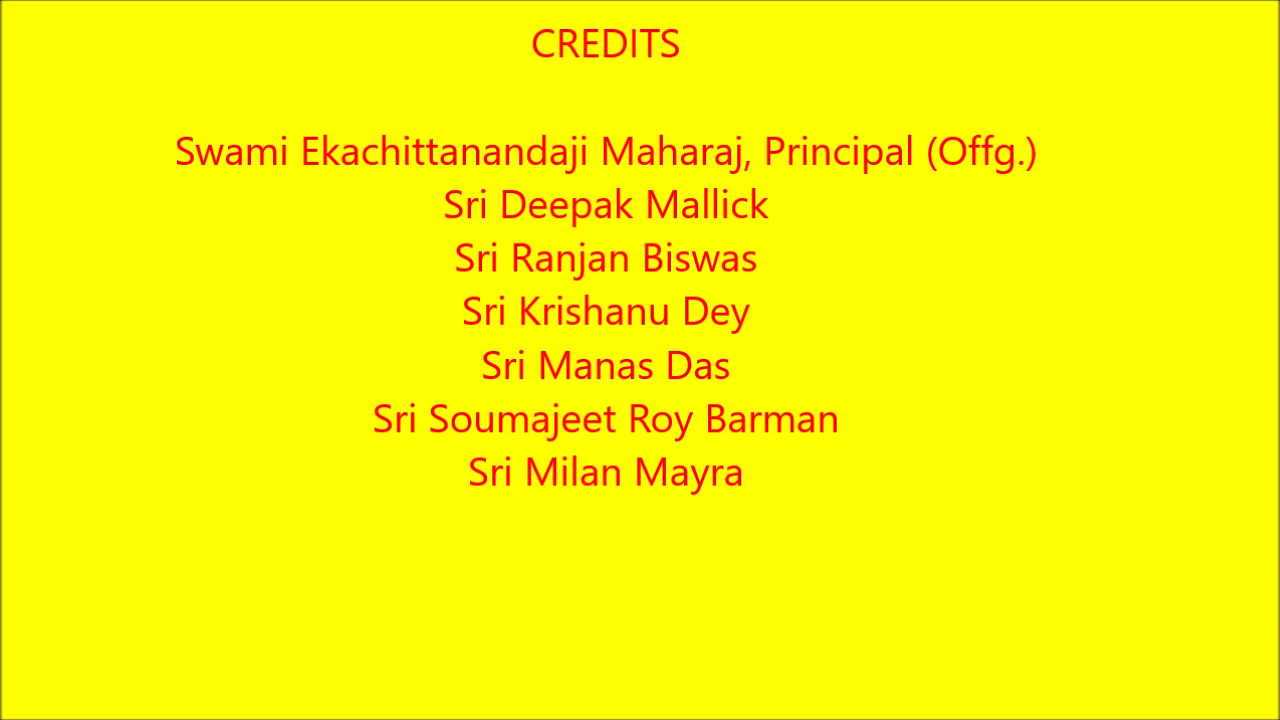 CREDITS
Swami Ekachittanandaji Maharaj, Principal (Offg.)
Sri Deepak Mallick
Sri Ranjan Biswas
Sri Krishanu Dey
Sri Manas Das
Sri Soumajeet Roy Barman
Sri Milan Mayra